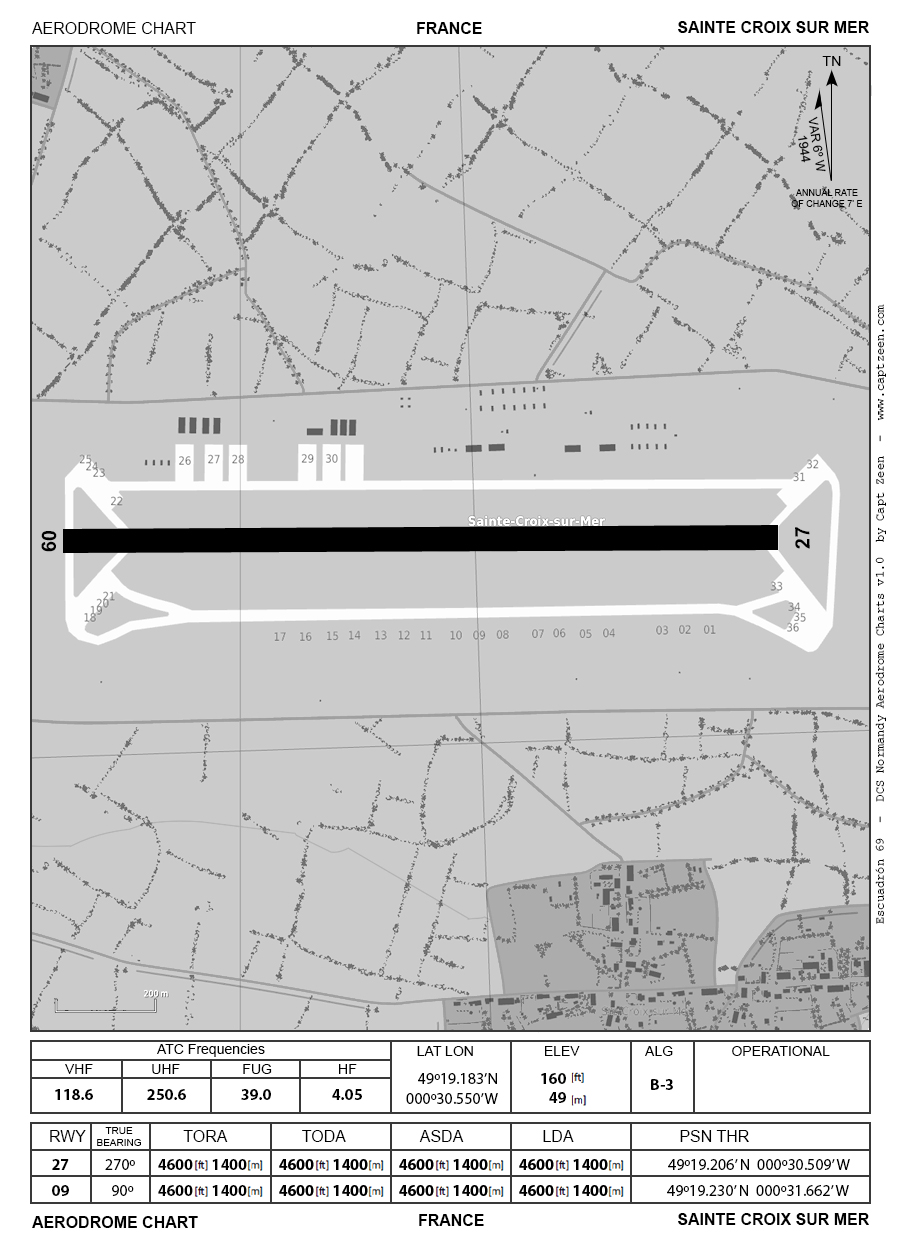 AERODROME CHART FRANCE SAINTE CROIX SUR MER
TN
VAR 6º W
1944
ANNUAL RATE
OF CHANGE 7' E
25
24
23
22
26 27 28 29 30
32
31
Sainte-Croix-sur-Mer
09
27
21
20
19
18
33
34
35
36
17 16 15 14 13 12 11 10 09 08 07 06 05 04 03 02 01
200 m
Escuadrón 69 - DCS Normandy Aerodrome Charts v1.0 by Capt Zeen - www.captzeen.com
ATC Frequencies LAT LON ELEV ALG OPERATIONAL
VHF UHF FUG HF
118.6 250.6 39.0 4.05
49º19.183'N
000º30.550'W
160 [ft]
49 [m]
B-3
RWY TRUE BEARING TORA TODA ASDA LDA PSN THR
27 270º 4600[ft] 1400[m] 4600[ft] 1400[m] 4600[ft] 1400[m] 4600[ft] 1400[m] 49º19.206'N 000º30.509'W
09 90º 4600[ft] 1400[m] 4600[ft] 1400[m] 4600[ft] 1400[m] 4600[ft] 1400[m] 49º19.230'N 000º31.662'W
AERODROME CHART FRANCE SAINTE CROIX SUR MER